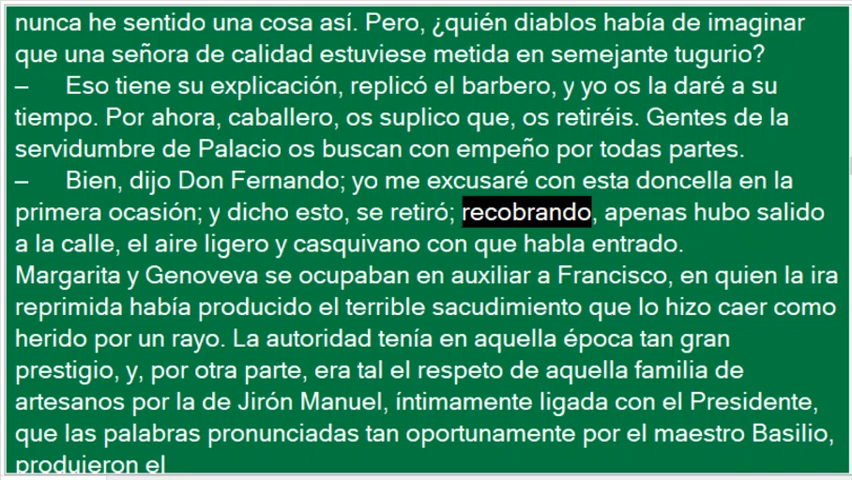 nunca he sentido una cosa así. Pero, ¿quién diablos había de imaginar
que una señora de calidad estuviese metida en semejante tugurio?
– Eso tiene su explicación, replicó el barbero, y yo os la daré a su
tiempo. Por ahora, caballero, os suplico que, os retiréis. Gentes de la
servidumbre de Palacio os buscan con empeño por todas partes.
– Bien, dijo Don Fernando; yo me excusaré con esta doncella en la
primera ocasión; y dicho esto, se retiró; recobrando, apenas hubo salido
a la calle, el aire ligero y casquivano con que habla entrado.
Margarita y Genoveva se ocupaban en auxiliar a Francisco, en quien la ira
reprimida había producido el terrible sacudimiento que lo hizo caer como
herido por un rayo. La autoridad tenía en aquella época tan gran
prestigio, y, por otra parte, era tal el respeto de aquella familia de
artesanos por la de Jirón Manuel, íntimamente ligada con el Presidente,
que las palabras pronunciadas tan oportunamente por el maestro Basilio,
produjeron el